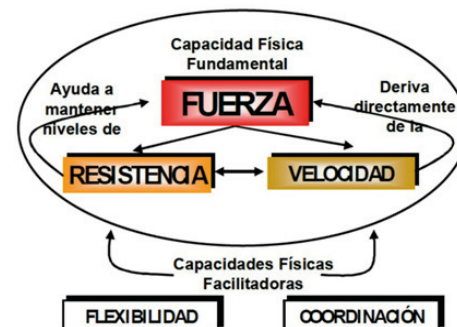 Capacidad Física
Fundamental
Ayuda a
mantener
niveles de
FUERZA
Deriva
directamente
de la
RESISTENCIA
VELOCIDAD
Capacidades Físicas
Facilitadoras
FLEXIBILIDAD
COORDINACIÓN